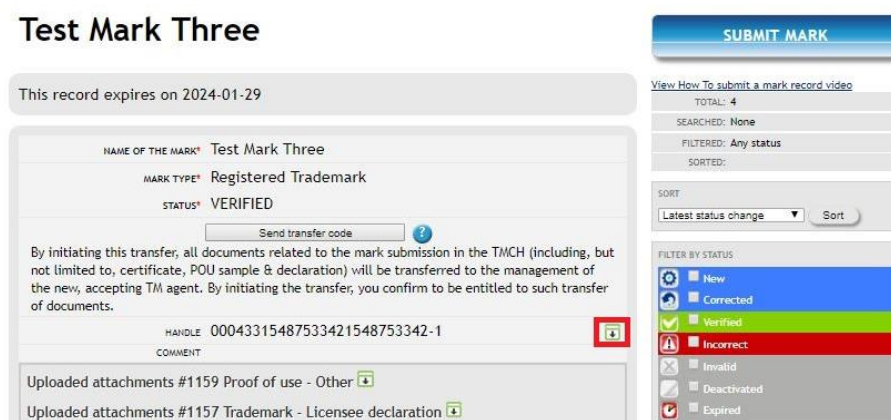 Test Mark Three
This record expires on 2024-01-29
NAME OF THE MARK* Test Mark Three
MARK TYPE* Registered Trademark
STATUS* VERIFIED
Send transfer code ?
By initiating this transfer, all documents related to the mark submission in the TMCH (including, but
not limited to, certificate, POU sample & declaration) will be transferred to the management of
the new, accepting TM agent. By initiating the transfer, you confirm to be entitled to such transfer
of documents.
HANDLE 00043315487533421548753342-1
COMMENT
Uploaded attachments #1159 Proof of use - Other
Uploaded attachments #1157 Trademark - Licensee declaration
SUBMIT MARK
View How To submit a mark record video
TOTAL: 4
SEARCHED: None
FILTERED: Any status
SORTED:
SORT
Latest status change Sort
FILTER BY STATUS
New
Corrected
Verified
Incorrect
Invalid
Deactivated
Expired